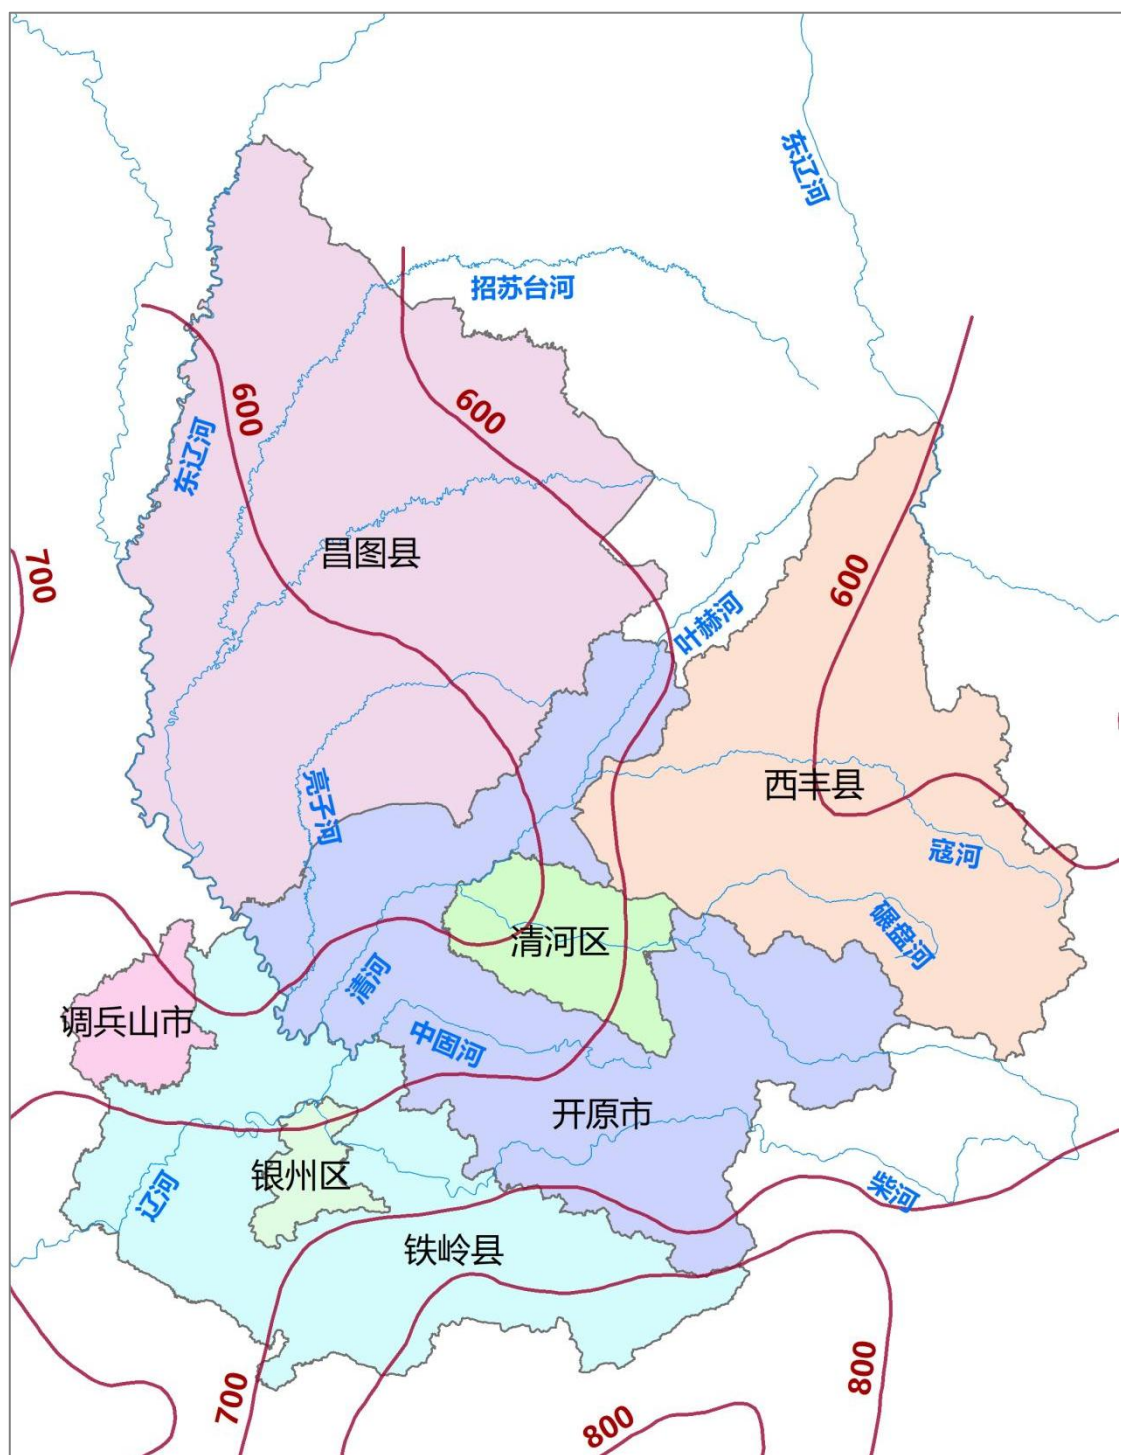 东辽河
招苏台河
600
600
东辽河
700
昌图县
600
叶赫河
西丰县
亮子河
寇河
碾盘河
清河区
清河
调兵山市
中固河
开原市
银州区
辽河
柴河
铁岭县
700
800
800